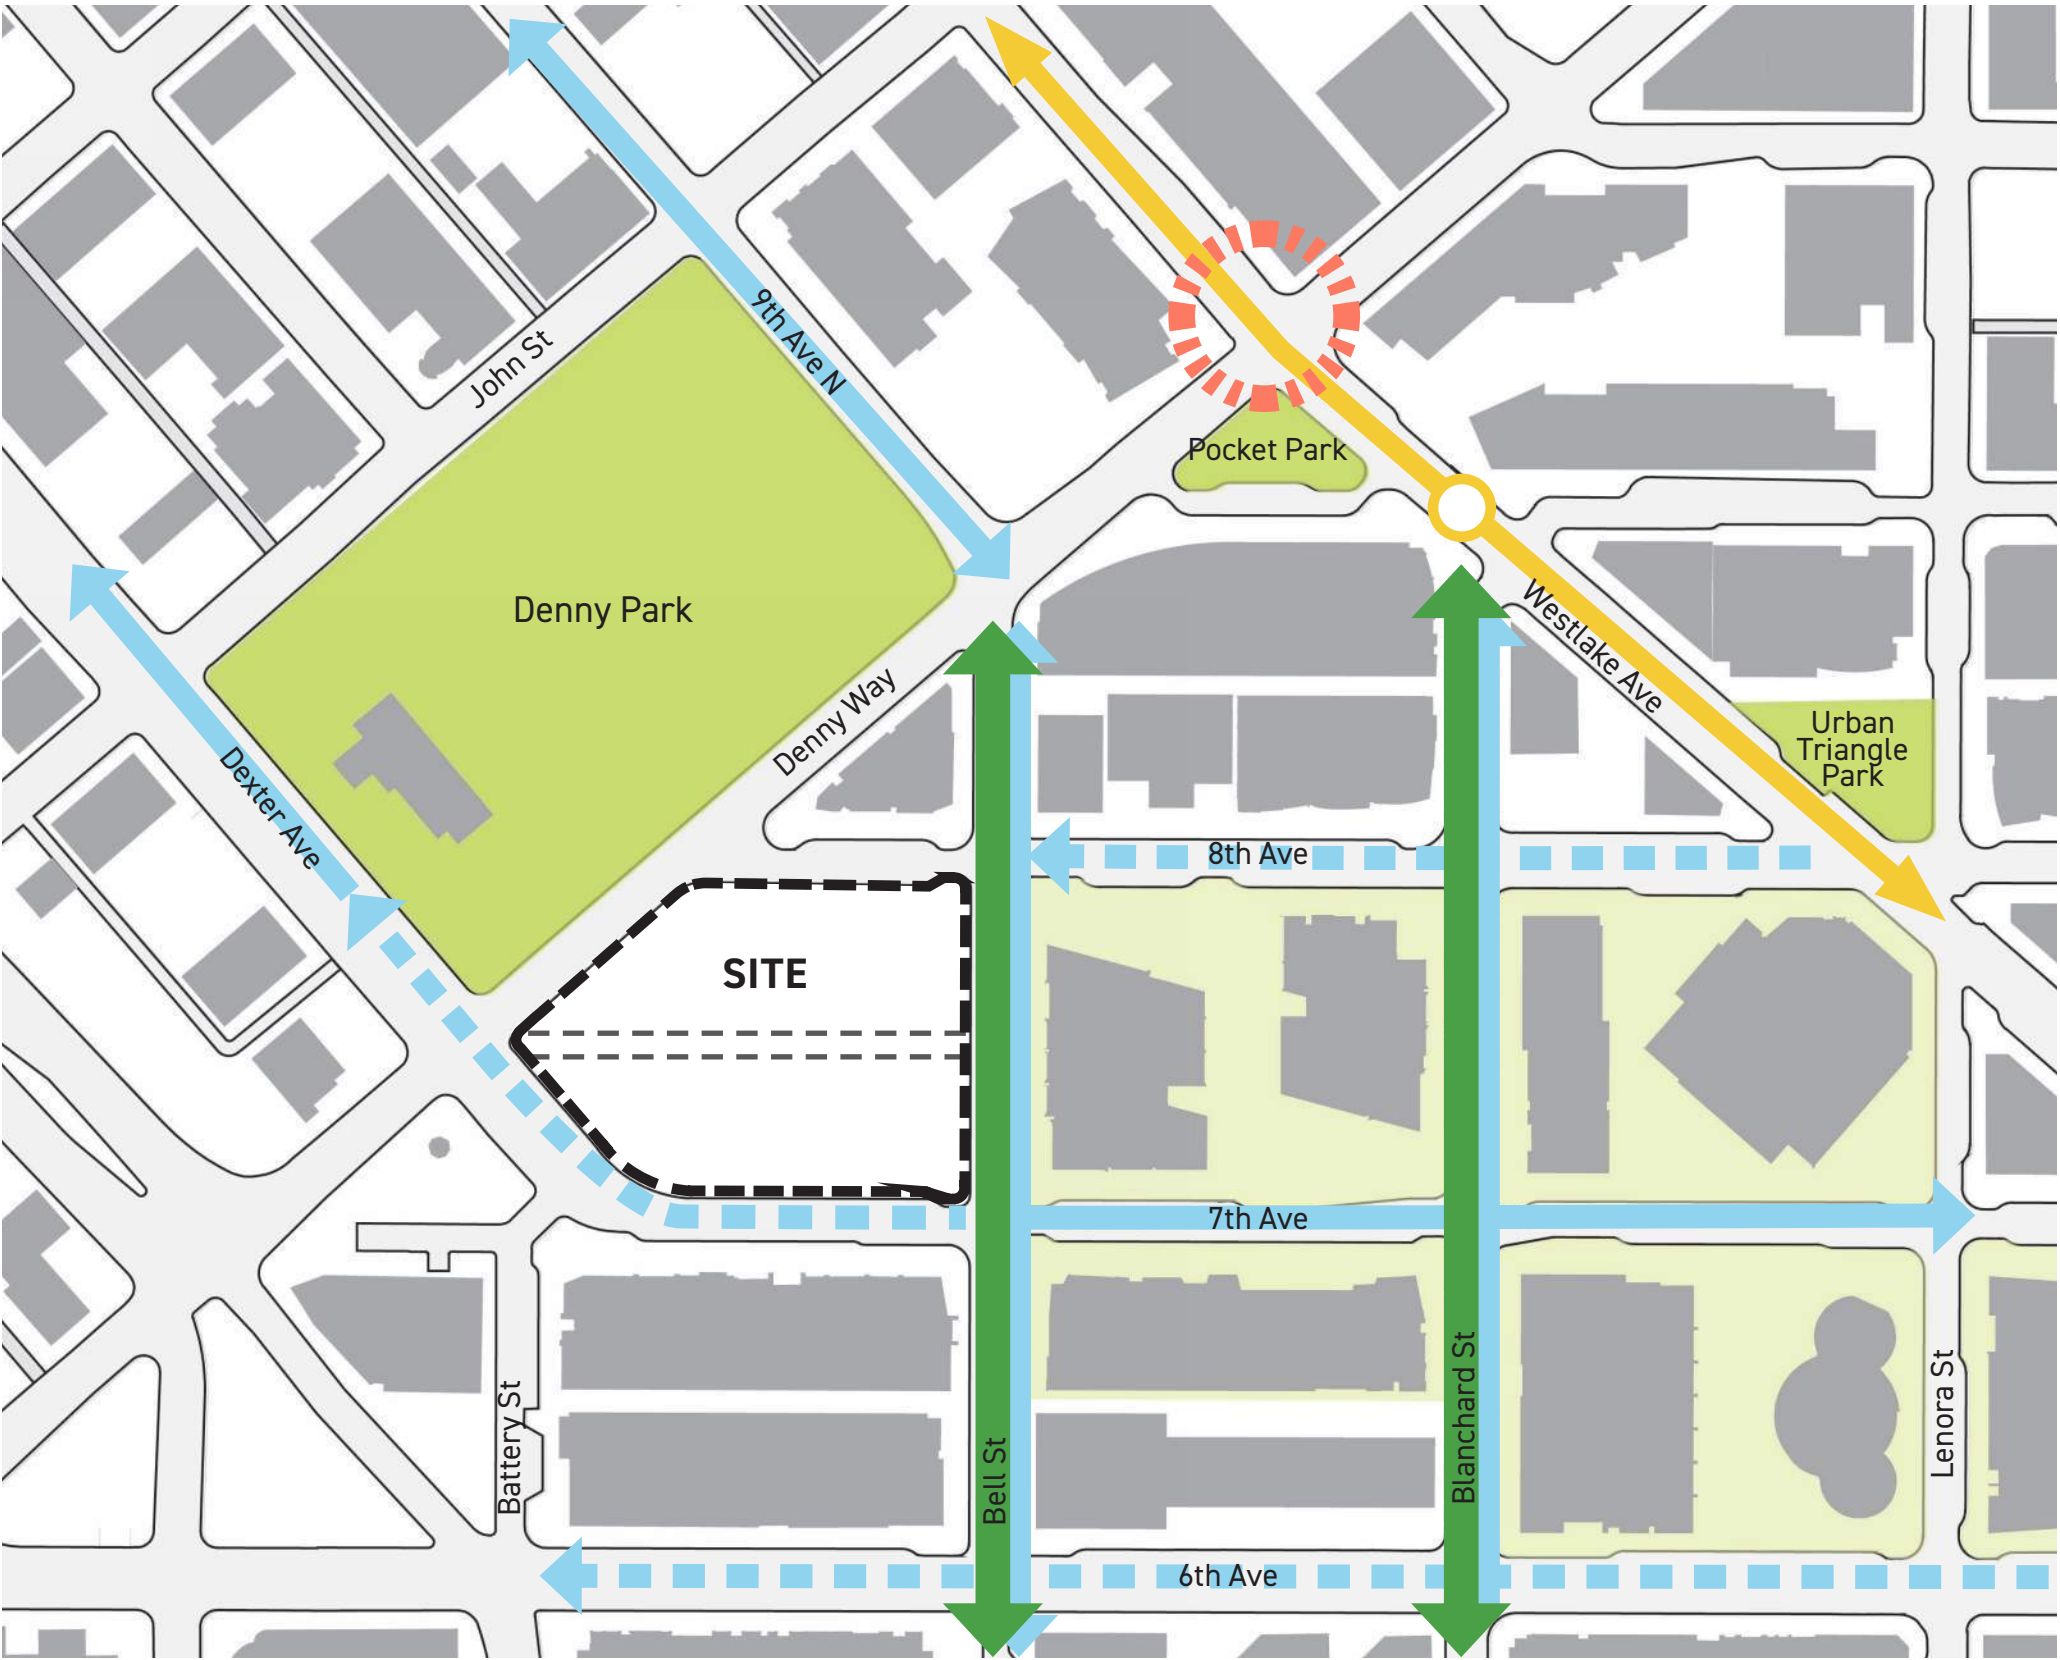 9th Ave N
John St
Pocket Park
Denny Park
Westlake Ave
Denny Way
Urban
Triangle
Park
Dexter Ave
8th Ave
SITE
7th Ave
Battery St
Bell St
Blanchard St
Lenora St
6th Ave